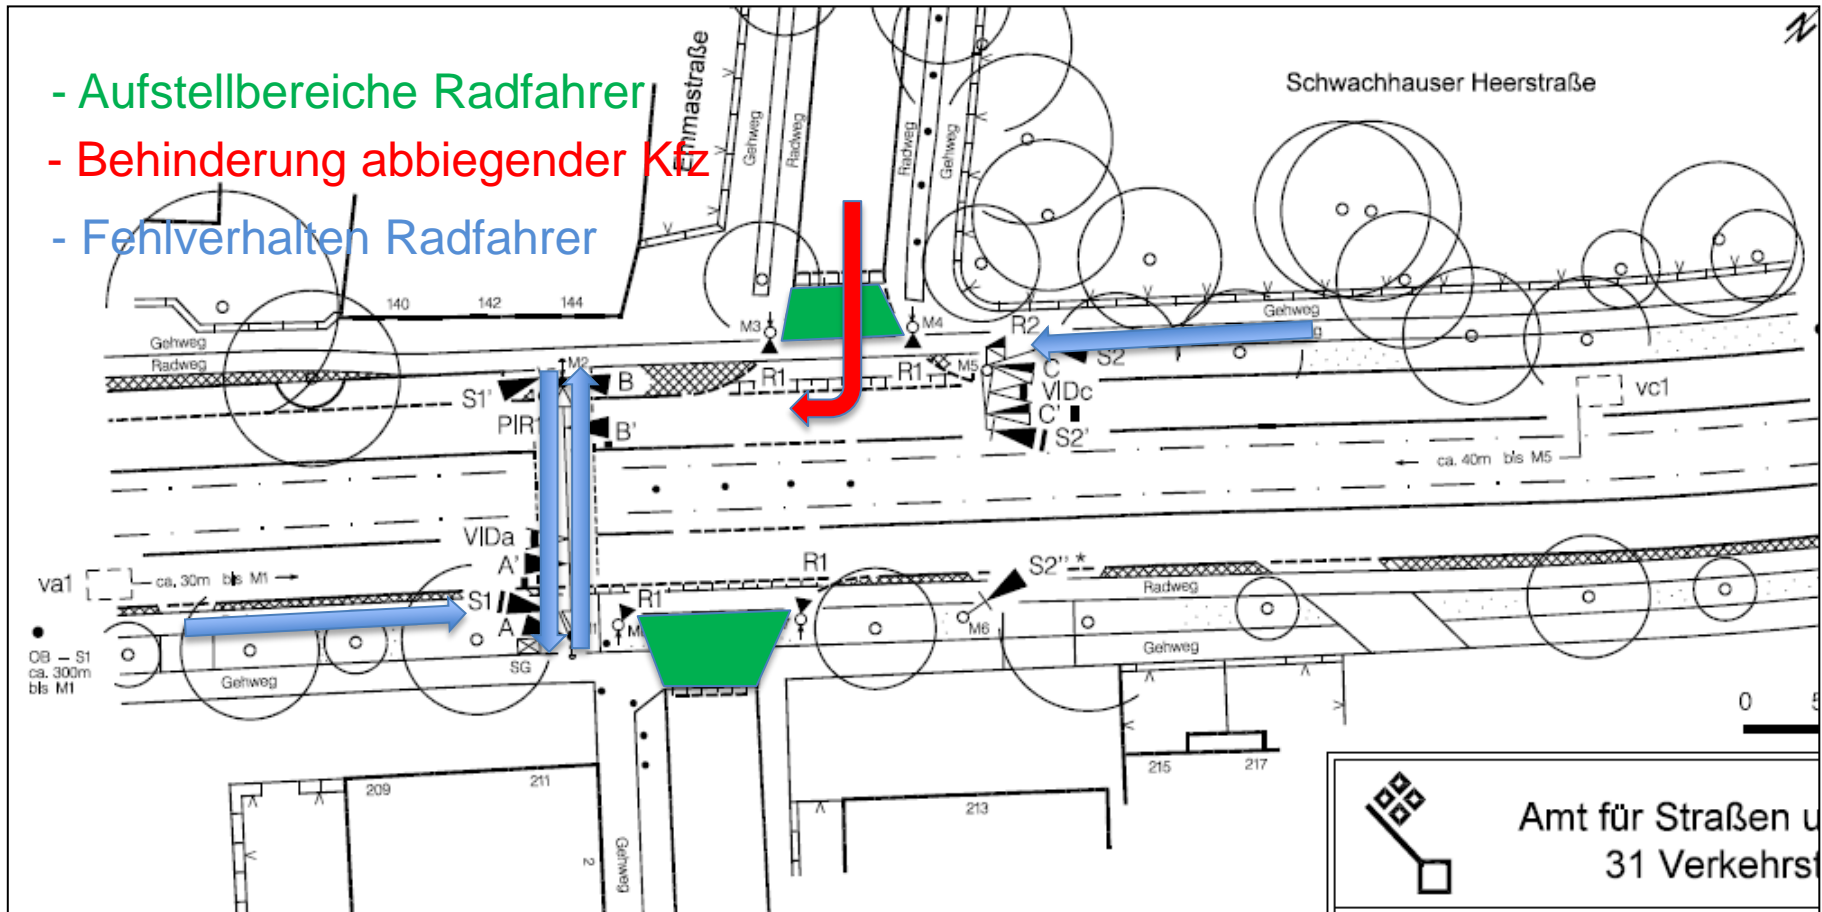 - Aufstellbereiche Radfahrer
- Behinderung abbiegender Kfz
- Fehlverhalten Radfahrer
Emmastraße
Schwachhauser Heerstraße
N
Gehweg
Radweg
Radweg
Gehweg
140
142
144
Gehweg
Radweg
M3
M4
M2
R1
R1
M5
R2
Gehweg
S2
C
VIDc
C'
S2'
vc1
ca. 40m bis M5
S1'
B
PIR
B'
VIDa
A'
S1
A
va1
ca. 30m bis M1
R1
R1
S2'' *
M6
Radweg
Gehweg
SG
Gehweg
OB – S1
ca. 300m
bis M1
209
211
2
Gehweg
213
215
217
0
Amt für Straßen u
31 Verkehrst